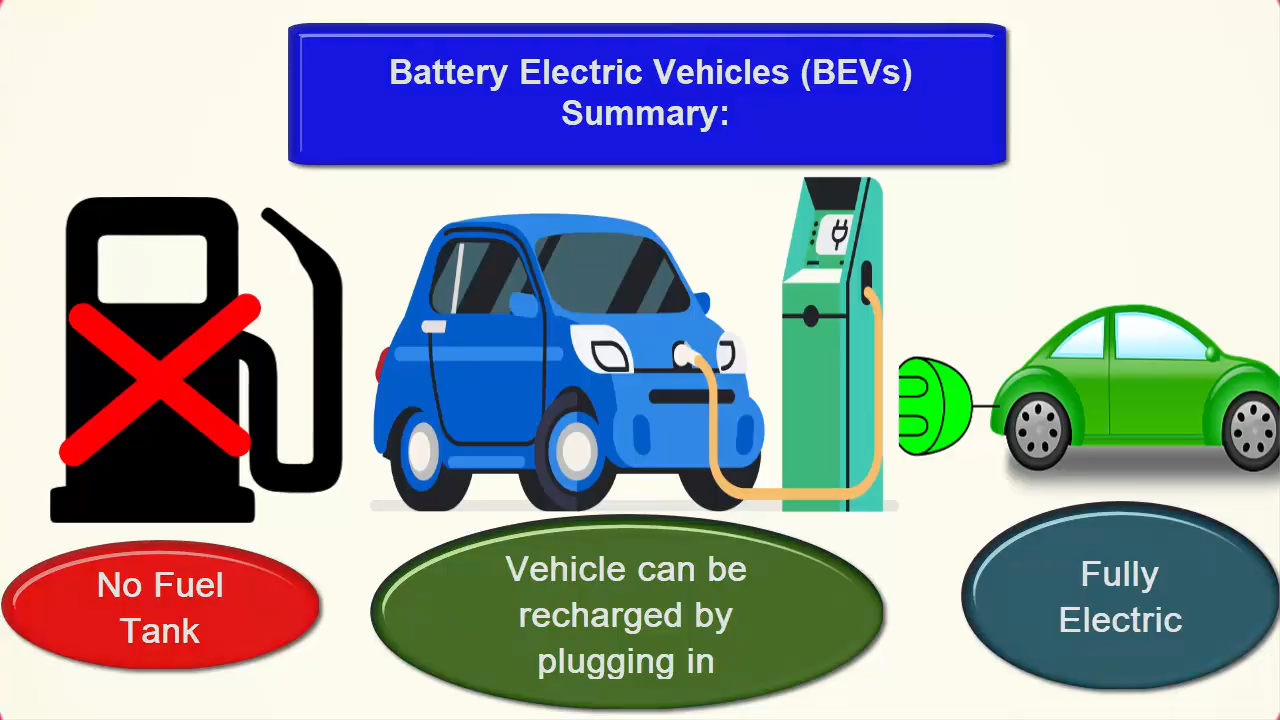 Battery Electric Vehicles (BEVs)
Summary:
No Fuel
Tank
Vehicle can be
recharged by
plugging in
Fully
Electric